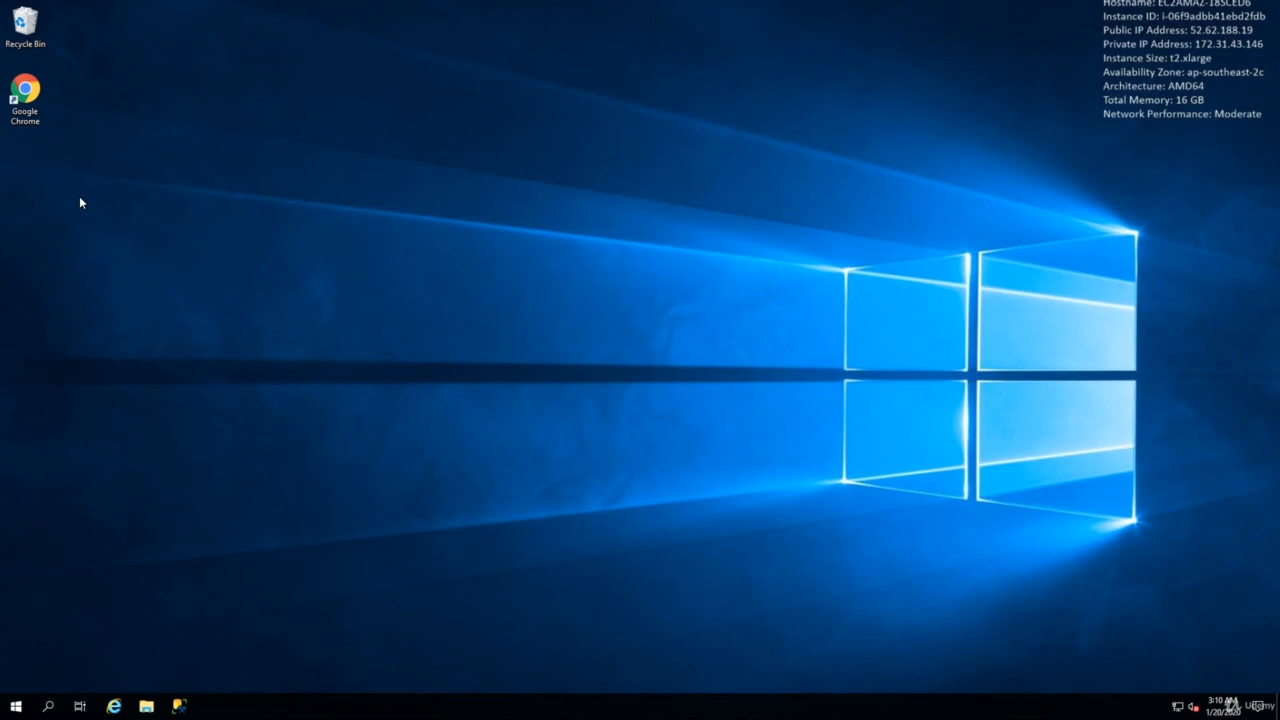 Hostname: EC2AMAZ-18SCED6
Instance ID: i-06f9adbb41ebd2fdb
Public IP Address: 52.62.188.19
Private IP Address: 172.31.43.146
Instance Size: t2.xlarge
Availability Zone: ap-southeast-2c
Architecture: AMD64
Total Memory: 16 GB
Network Performance: Moderate
Recycle Bin
Google
Chrome
3:10 AM
1/20/2020
Udemy